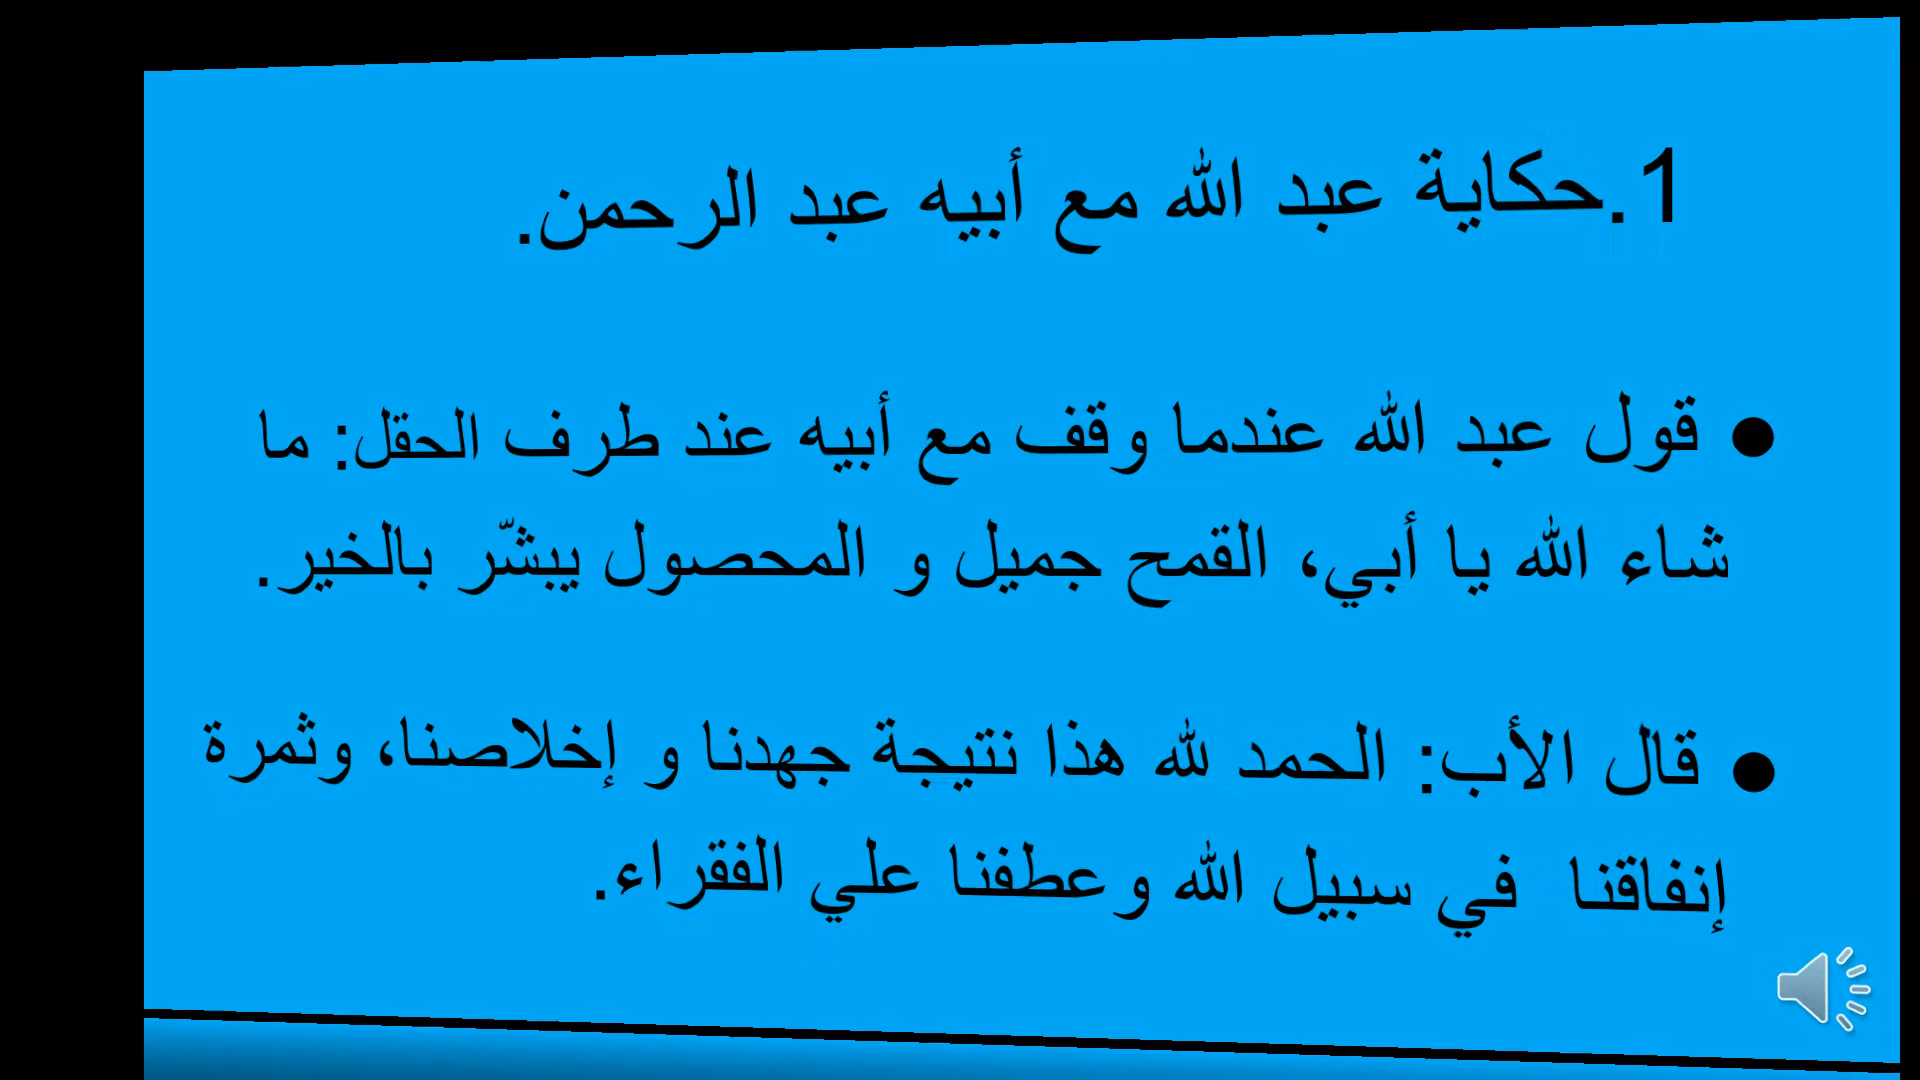 1.حكاية عبد الله مع أبيه عبد الرحمن.
• قول عبد الله عندما وقف مع أبيه عند طرف الحقل: ما
شاء الله يا أبي، القمح جميل و المحصول يبشّر بالخير.
• قال الأب: الحمد لله هذا نتيجة جهدنا و إخلاصنا، وثمرة
إنفاقنا في سبيل الله وعطفنا علي الفقراء.